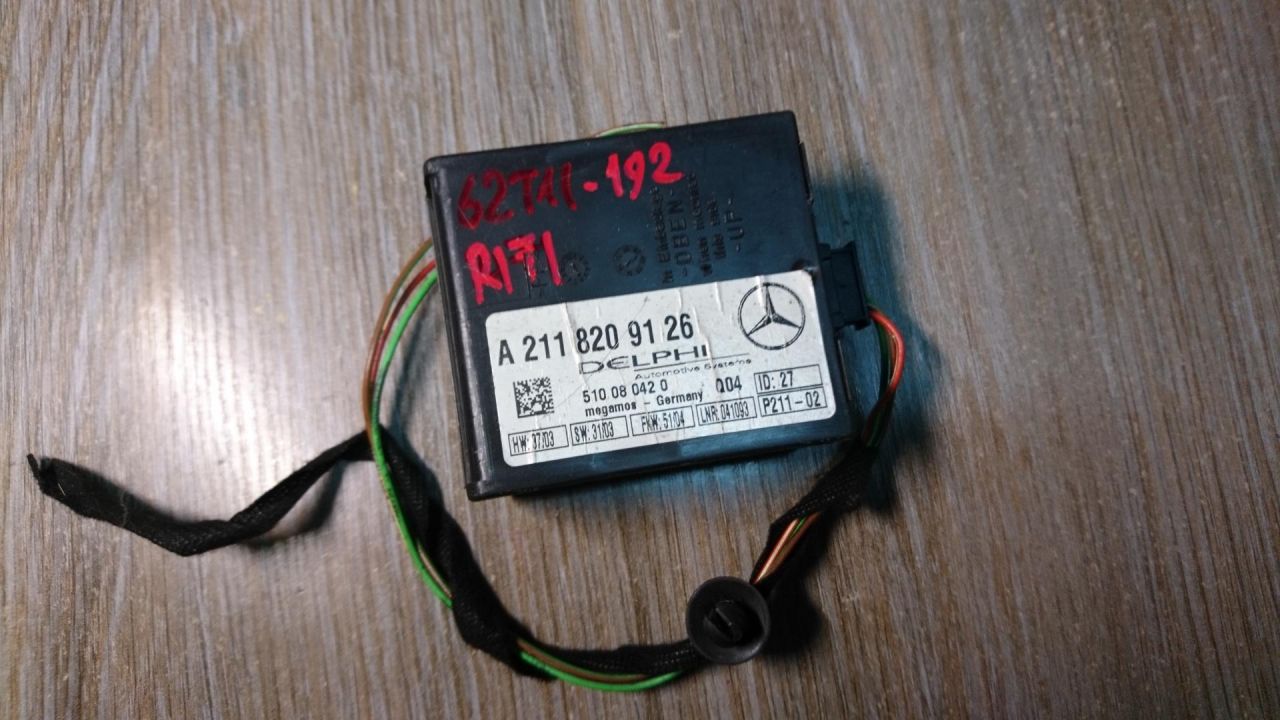 62T11-192
R171
-OBEN-
-UF-
A 211 820 91 26
DELPHI
Automotive Systems
510 08 042 0
Q04
ID: 27
megamos - Germany
P211-02
HW: 37/03
SW: 31/03
FKW: 51/04
LNR: 041093